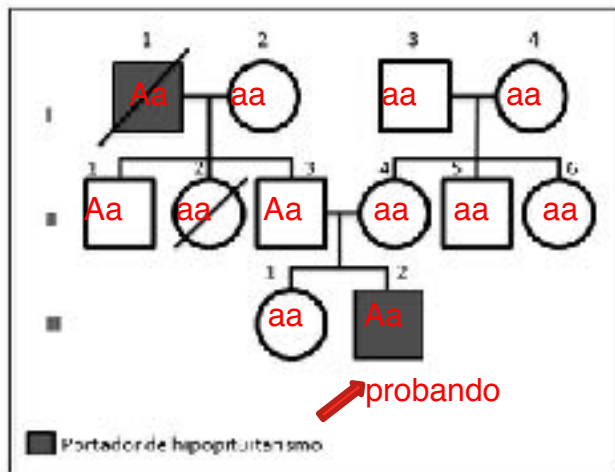 1 2 3 4
I Aa aa aa aa
1 2 3 4 5 6
II Aa aa Aa aa aa aa
1 2
III aa Aa
probando
Portador de hipopituitarismo